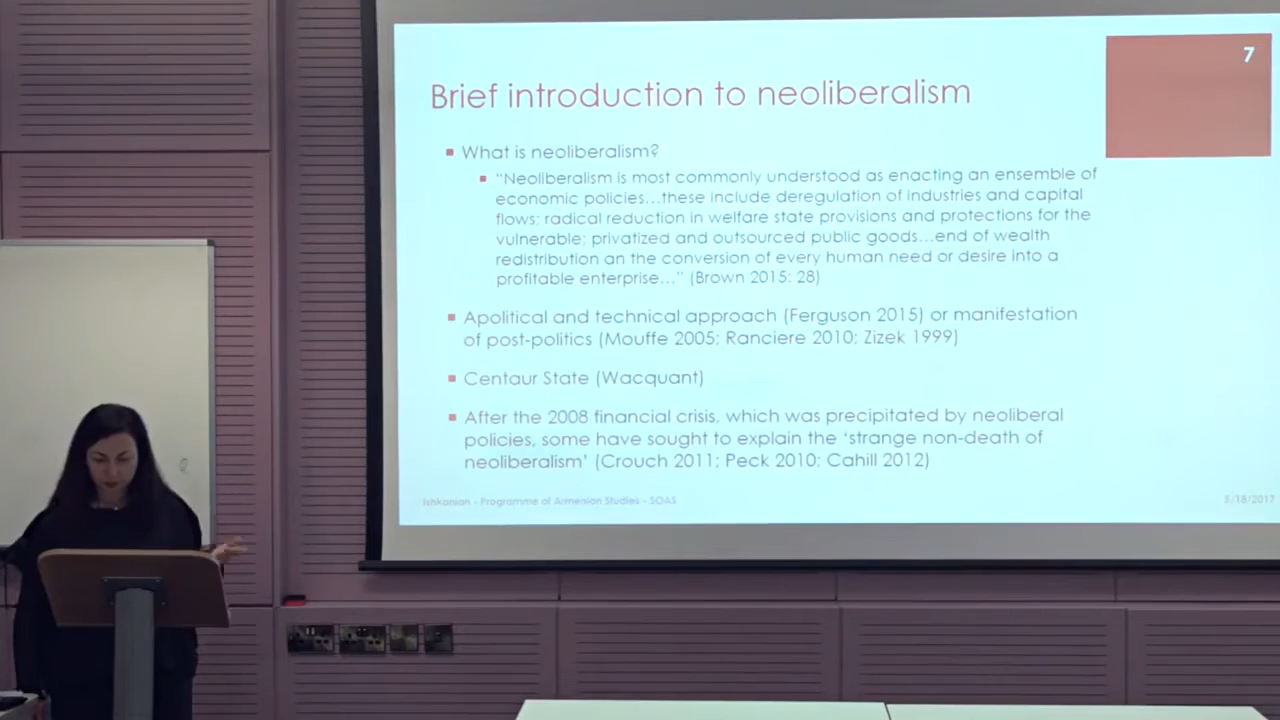 7
Brief introduction to neoliberalism
What is neoliberalism?
“Neoliberalism is most commonly understood as enacting an ensemble of
economic policies…these include deregulation of industries and capital
flows; radical reduction in welfare state provisions and protections for the
vulnerable; privatized and outsourced public goods…end of wealth
redistribution an the conversion of every human need or desire into a
profitable enterprise…” (Brown 2015: 28)
Apolitical and technical approach (Ferguson 2015) or manifestation
of post-politics (Mouffe 2005; Ranciere 2010; Zizek 1999)
Centaur State (Wacquant)
After the 2008 financial crisis, which was precipitated by neoliberal
policies, some have sought to explain the ‘strange non-death of
neoliberalism’ (Crouch 2011; Peck 2010; Cahill 2012)
Ishkanian - Programme of Armenian Studies - SOAS
5/18/2017